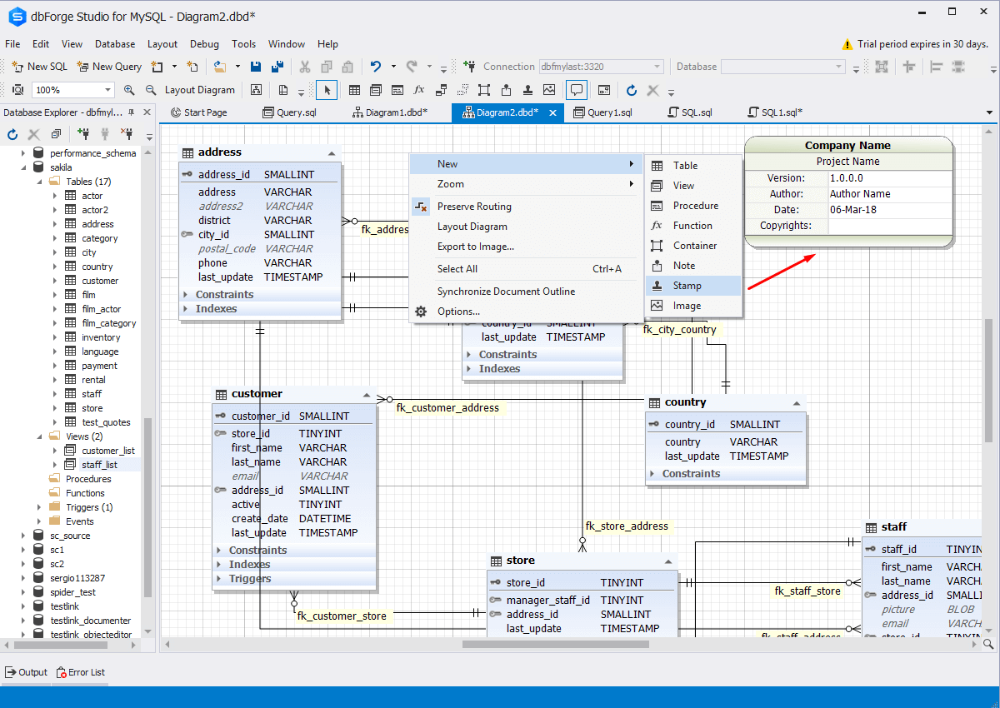 dbForge Studio for MySQL - Diagram2.dbd*
File Edit View Database Layout Debug Tools Window Help
Trial period expires in 30 days.
New SQL New Query Connection dbfmylast:3320 Database
100% Layout Diagram fx
Database Explorer - dbfmyl...
Start Page Query.sql Diagram1.dbd* Diagram2.dbd* Query1.sql SQL.sql SQL1.sql*
performance_schema
sakila
Tables (17)
actor
actor2
address
category
city
country
customer
film
film_actor
film_category
inventory
language
payment
rental
staff
store
test_quotes
Views (2)
customer_list
staff_list
Procedures
Functions
Triggers (1)
Events
sc_source
sc1
sc2
sergio113287
spider_test
testlink
testlink_documenter
testlink_objecteditor
address
address_id SMALLINT
address VARCHAR
address2 VARCHAR
district VARCHAR
city_id SMALLINT
postal_code VARCHAR
phone VARCHAR
last_update TIMESTAMP
Constraints
Indexes
fk_addres
New
Zoom
Preserve Routing
Layout Diagram
Export to Image...
Select All Ctrl+A
Synchronize Document Outline
Options...
Table
View
Procedure
fx Function
Container
Note
Stamp
Image
Company Name
Project Name
Version: 1.0.0.0
Author: Author Name
Date: 06-Mar-18
Copyrights:
country_id SMALLINT
last_update TIMESTAMP
Constraints
Indexes
fk_city_country
customer
customer_id SMALLINT
store_id TINYINT
first_name VARCHAR
last_name VARCHAR
email VARCHAR
address_id SMALLINT
active TINYINT
create_date DATETIME
last_update TIMESTAMP
Constraints
Indexes
Triggers
fk_customer_address
country
country_id SMALLINT
country VARCHAR
last_update TIMESTAMP
Constraints
fk_store_address
fk_customer_store
store
store_id TINYINT
manager_staff_id TINYINT
address_id SMALLINT
last_update TIMESTAMP
fk_staff_store
fk_staff_address
staff
staff_id TINYIN
first_name VARCHA
last_name VARCHA
address_id SMALLI
picture BLOB
email VARCH
store_id TINYIN
Output Error List